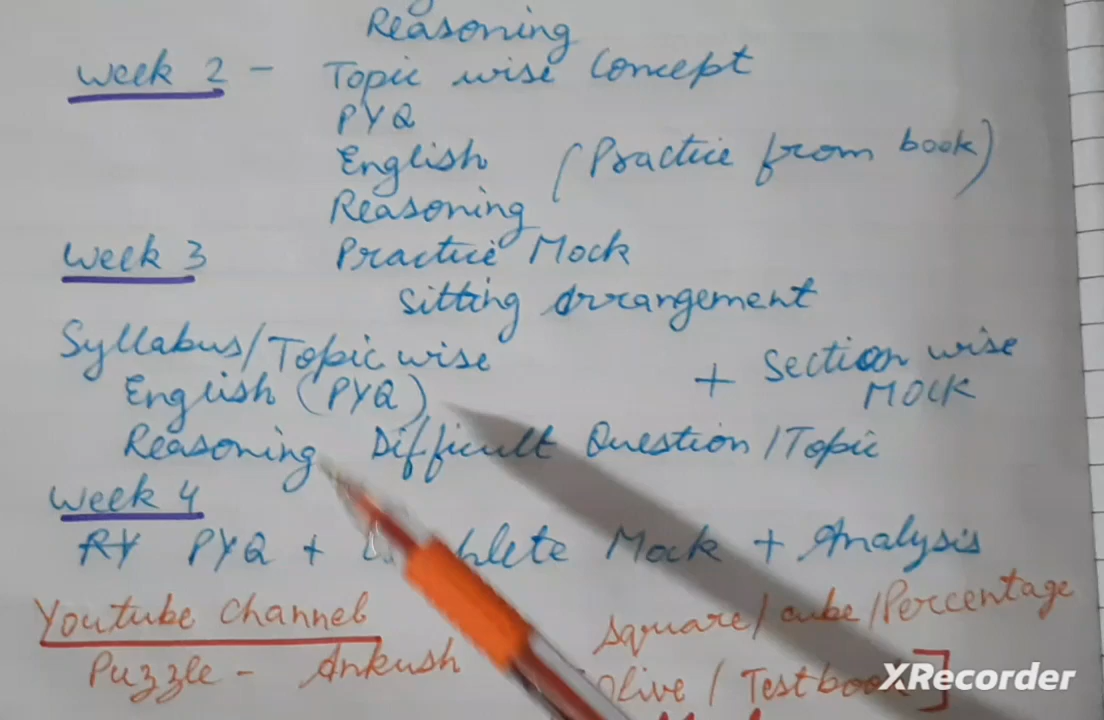 Reasoning
Week 2 - Topic wise Concept
PYQ
English (Practice from book)
Reasoning
Week 3 Practice Mock
Sitting Arrangement
Syllabus/Topic wise + Section wise
English (PYQ) MOCK
Reasoning Difficult Question/Topic
Week 4
PYQ + Mock + Analysis
Youtube Channel Square/cube/Percentage
Puzzle - Ankush Testbook]
XRecorder